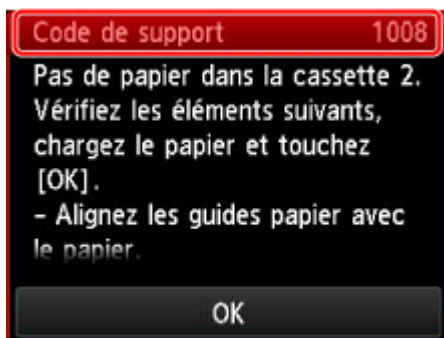 Code de support 1008
Pas de papier dans la cassette 2.
Vérifiez les éléments suivants,
chargez le papier et touchez
[OK].
– Alignez les guides papier avec
le papier.
OK